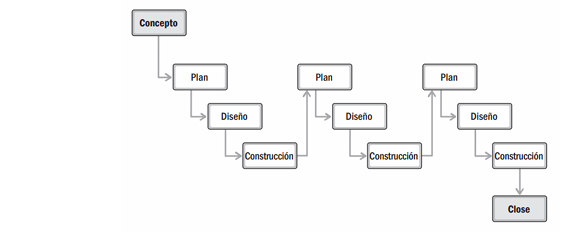 Concepto
Plan
Plan
Plan
Diseño
Diseño
Diseño
Construcción
Construcción
Construcción
Close